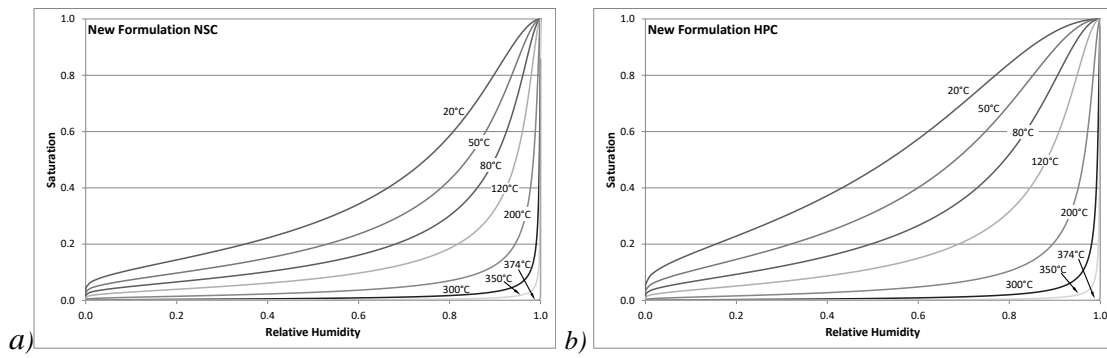 New Formulation NSC
1.0
0.8
0.6
0.4
0.2
0.0
Saturation
20°C
50°C
80°C
120°C
200°C
374°C
350°C
300°C
0.0
0.2
0.4
0.6
0.8
1.0
Relative Humidity
a)
New Formulation HPC
1.0
0.8
0.6
0.4
0.2
0.0
Saturation
20°C
50°C
80°C
120°C
200°C
374°C
350°C
300°C
0.0
0.2
0.4
0.6
0.8
1.0
Relative Humidity
b)